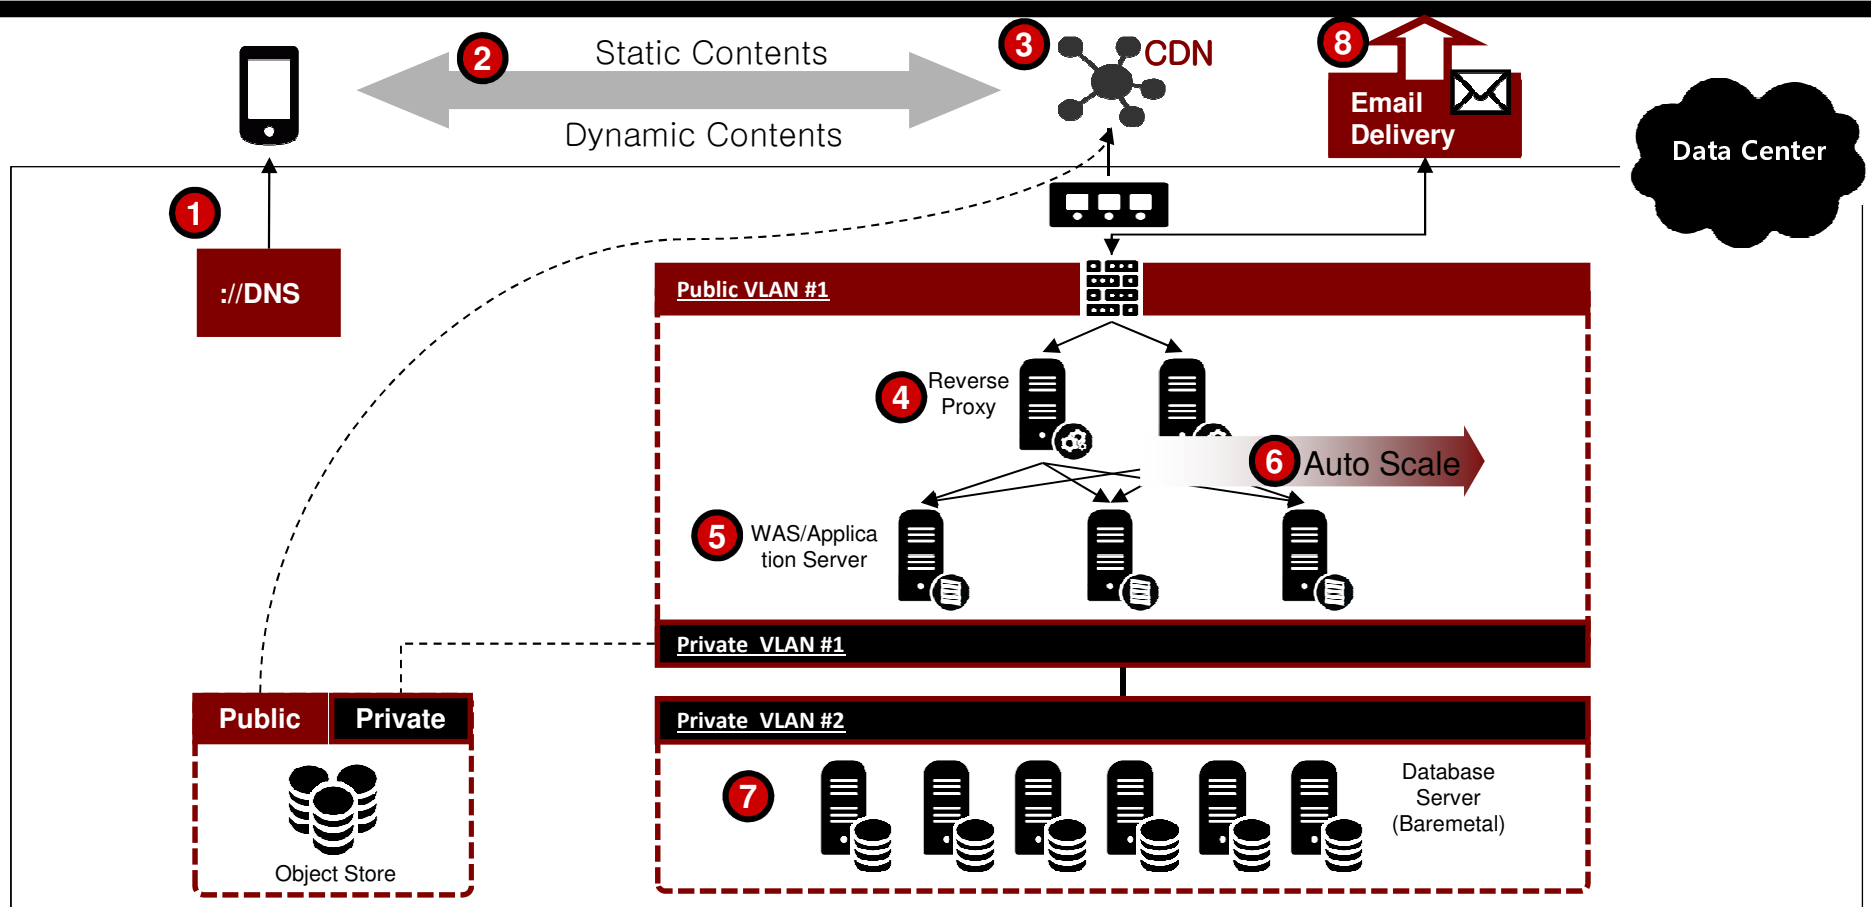 2
Static Contents
3
CDN
8
Email
Delivery
Dynamic Contents
Data Center
1
://DNS
Public VLAN #1
4
Reverse
Proxy
6
Auto Scale
5
WAS/Applica
tion Server
Private  VLAN #1
Public
Private
Private  VLAN #2
7
Database
Server
(Baremetal)
Object Store